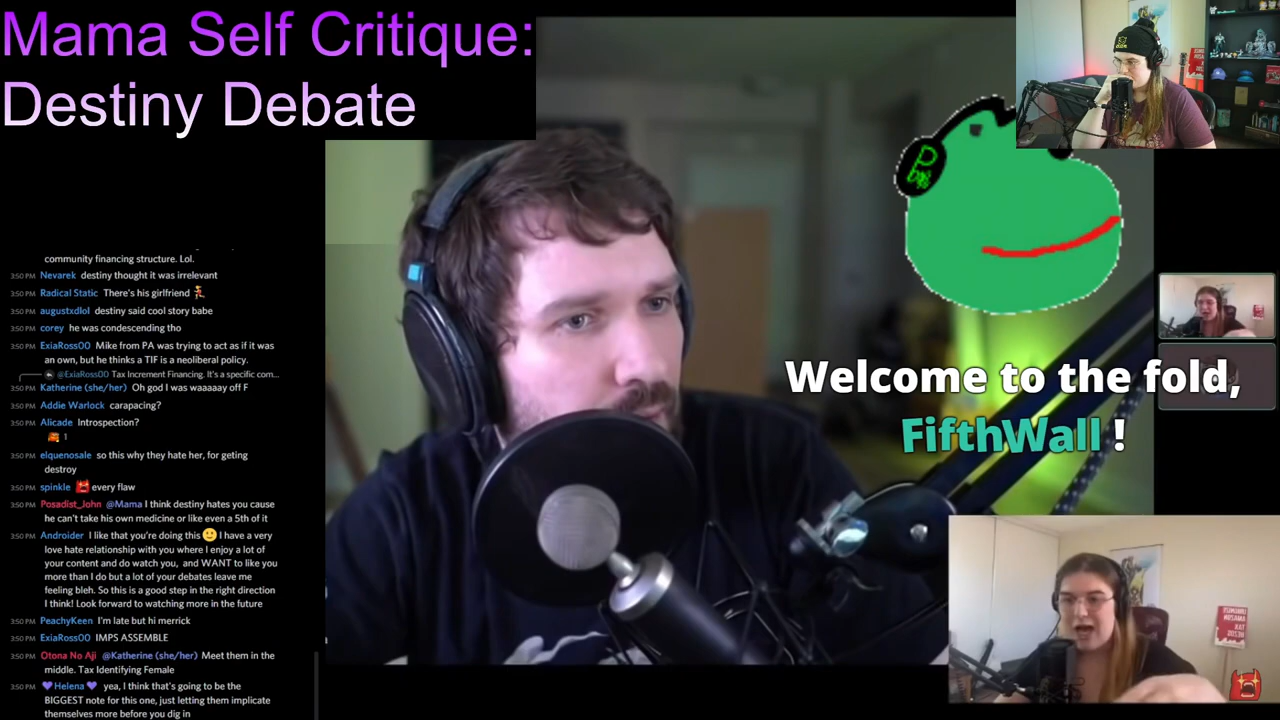 Mama Self Critique:
Destiny Debate
community financing structure. Lol.
3:50 PM Nevarek destiny thought it was irrelevant
3:50 PM Radical Static There's his girlfriend
3:50 PM augustxdlol destiny said cool story babe
3:50 PM corey he was condescending tho
3:50 PM ExiaRoss00 Mike from PA was trying to act as if it was
an own, but he thinks a TIF is a neoliberal policy.
@ExiaRoss00 Tax Increment Financing. It's a specific com...
3:50 PM Katherine (she/her) Oh god I was waaaaay off F
3:50 PM Addie Warlock carapacing?
3:50 PM Alicade Introspection?
1
3:50 PM elquenosale so this why they hate her, for geting
destroy
3:50 PM spinkle every flaw
3:50 PM Posadist_John @Mama I think destiny hates you cause
he can't take his own medicine or like even a 5th of it
3:50 PM Androider I like that you're doing this I have a very
love hate relationship with you where I enjoy a lot of
your content and do watch you, and WANT to like you
more than I do but a lot of your debates leave me
feeling bleh. So this is a good step in the right direction
I think! Look forward to watching more in the future
3:50 PM PeachyKeen I'm late but hi merrick
3:50 PM ExiaRoss00 IMPS ASSEMBLE
3:50 PM Otona No Aji @Katherine (she/her) Meet them in the
middle. Tax Identifying Female
3:50 PM Helena yea, I think that's going to be the
BIGGEST note for this one, just letting them implicate
themselves more before you dig in
Welcome to the fold,
FifthWall !